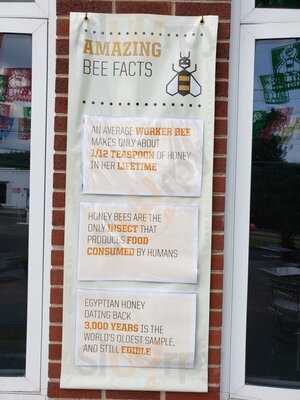 AMAZING
BEE FACTS
AN AVERAGE WORKER BEE
MAKES ONLY ABOUT
1/12 TEASPOON OF HONEY
IN HER LIFETIME
HONEY BEES ARE THE
ONLY INSECT THAT
PRODUCES FOOD
CONSUMED BY HUMANS
EGYPTIAN HONEY
DATING BACK
3,000 YEARS IS THE
WORLD'S OLDEST SAMPLE,
AND STILL EDIBLE